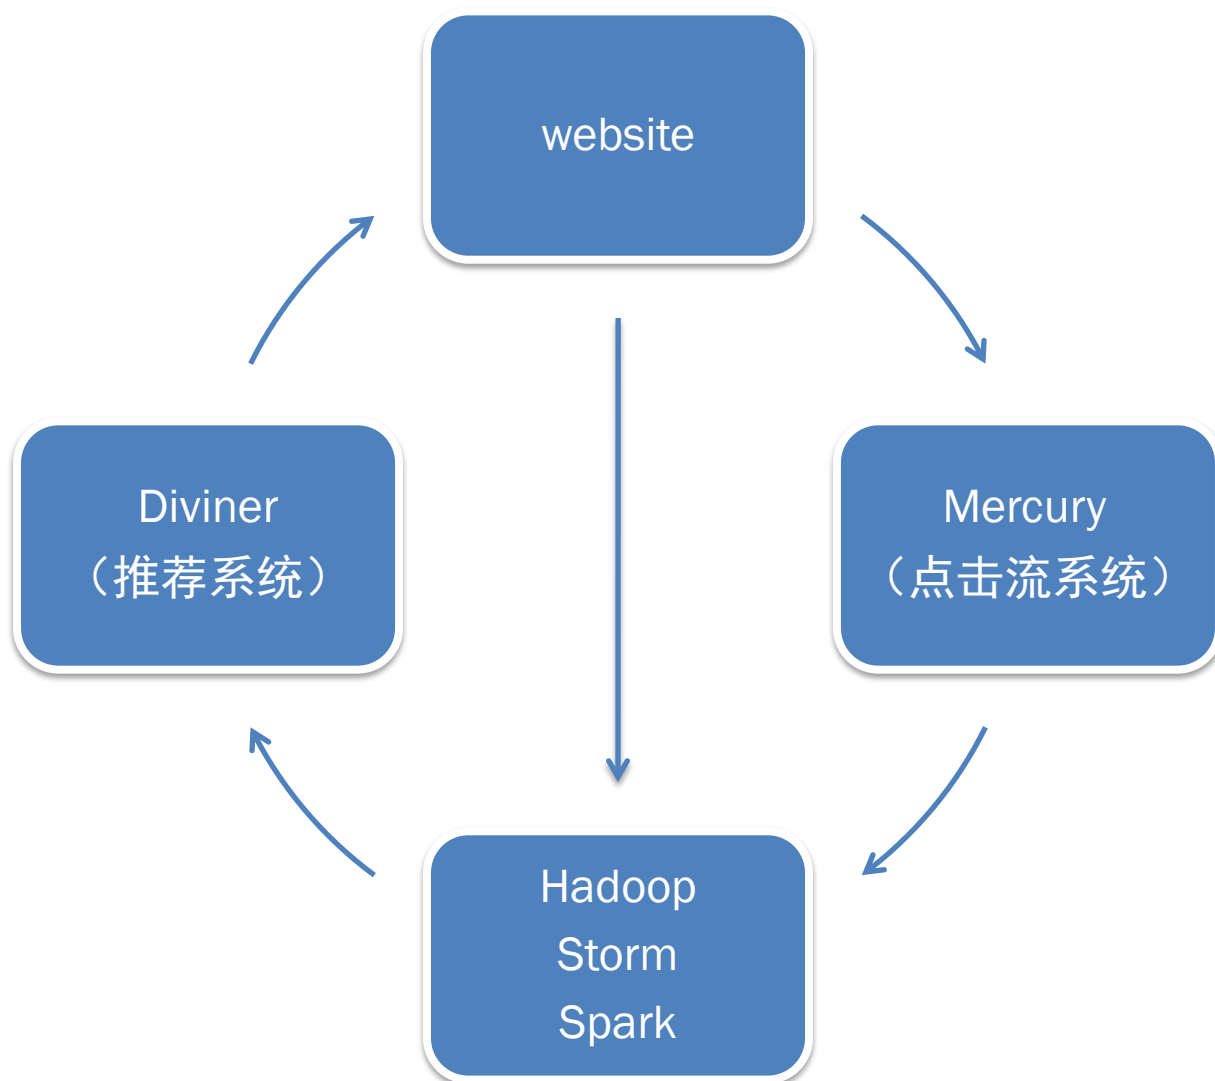 website
Diviner
（推荐系统）
Mercury
（点击流系统）
Hadoop
Storm
Spark